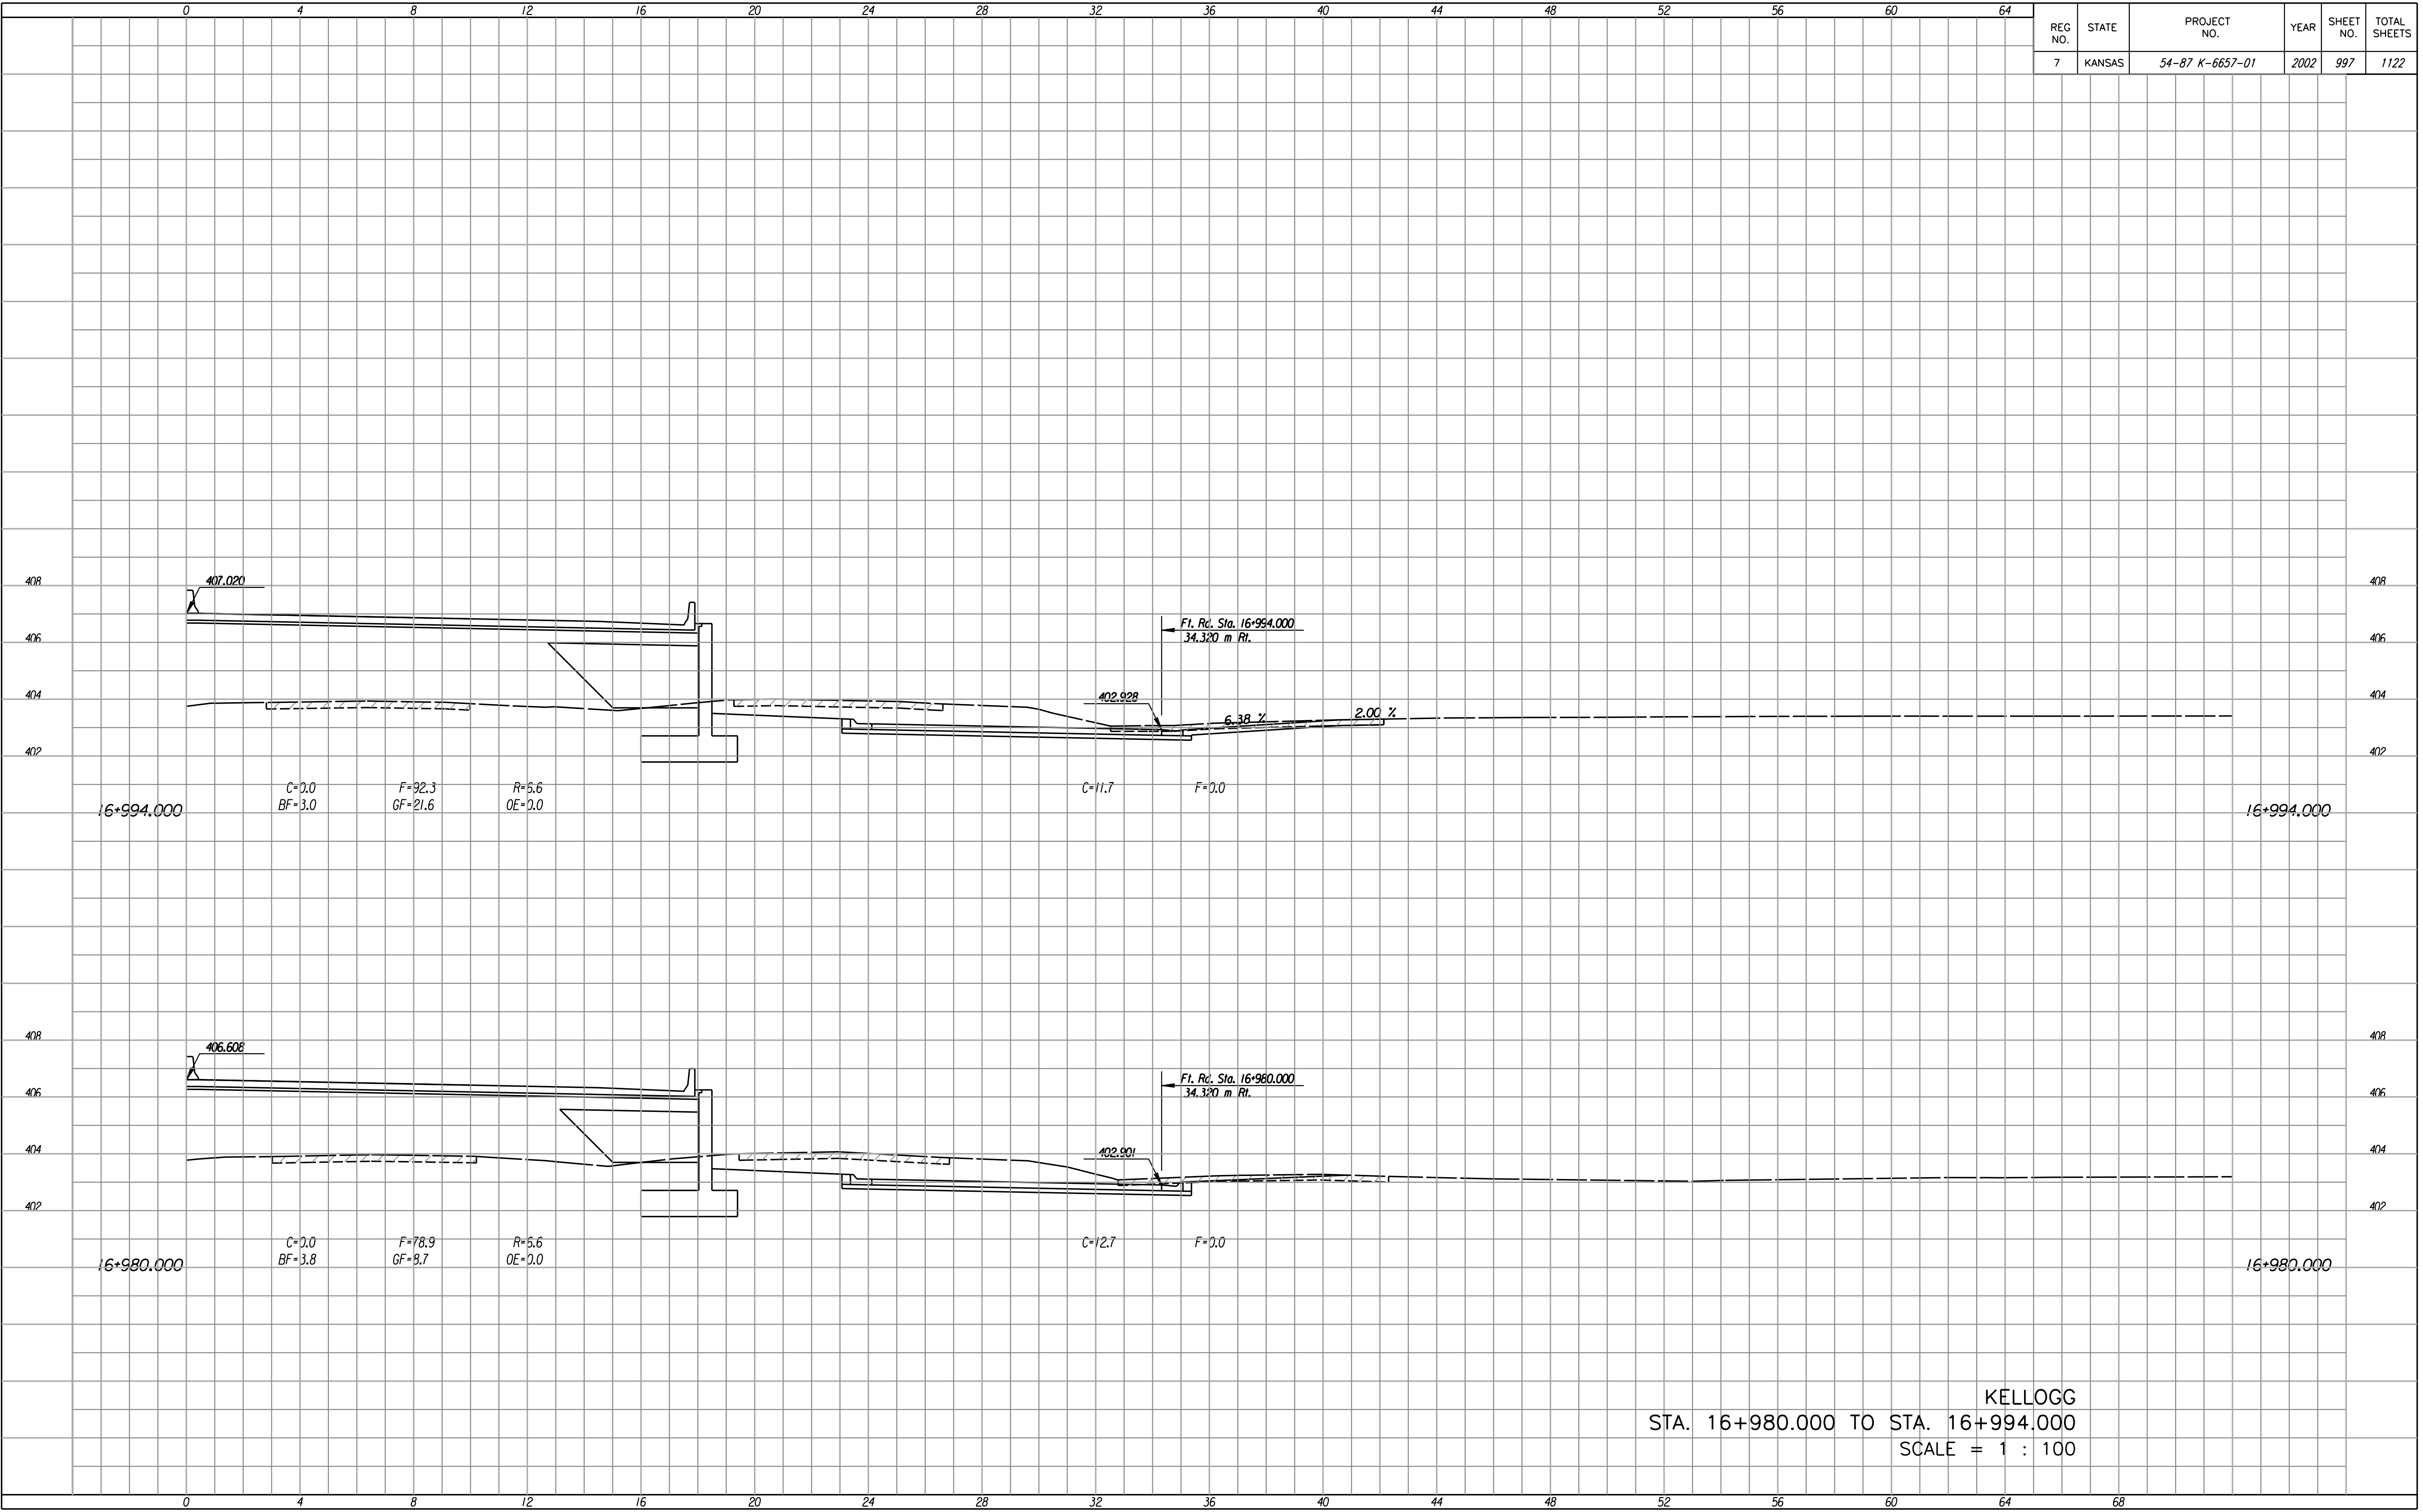 0 4 8 12 16 20 24 28 32 36 40 44 48 52 56 60 64
REG NO. STATE PROJECT NO. YEAR SHEET NO. TOTAL SHEETS
7 KANSAS 54-87 K-6657-01 2002 997 1122
408 407.020 408
Ft. Rd. Sta. 16+994.000
406 34.320 m Rt. 406
404 402.928 404
6.38 % 2.00 %
402 402
C=0.0 F=92.3 R=6.6 C=11.7 F=0.0
BF=3.0 GF=21.6 OE=0.0
16+994.000 16+994.000
408 408
406.608
Ft. Rd. Sta. 16+980.000
406 34.320 m Rt. 406
404 402.901 404
402 402
C=0.0 F=78.9 R=6.6 C=12.7 F=0.0
BF=3.8 GF=8.7 OE=0.0
16+980.000 16+980.000
KELLOGG
STA. 16+980.000 TO STA. 16+994.000
SCALE = 1 : 100
0 4 8 12 16 20 24 28 32 36 40 44 48 52 56 60 64 68